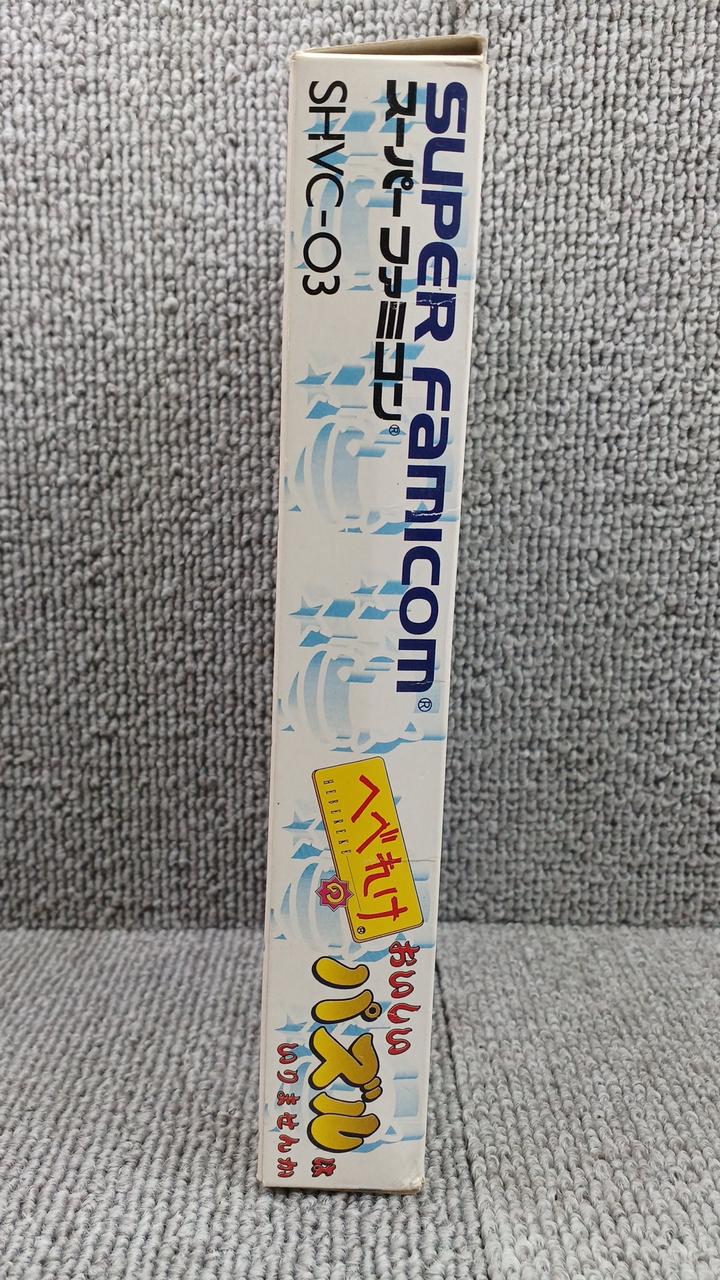 SUPER FAMICOM®
スーパーファミコン®
SHVC-03
へべれけ®
HEBEREKE
の
おいしい
パズルは
いりませんか